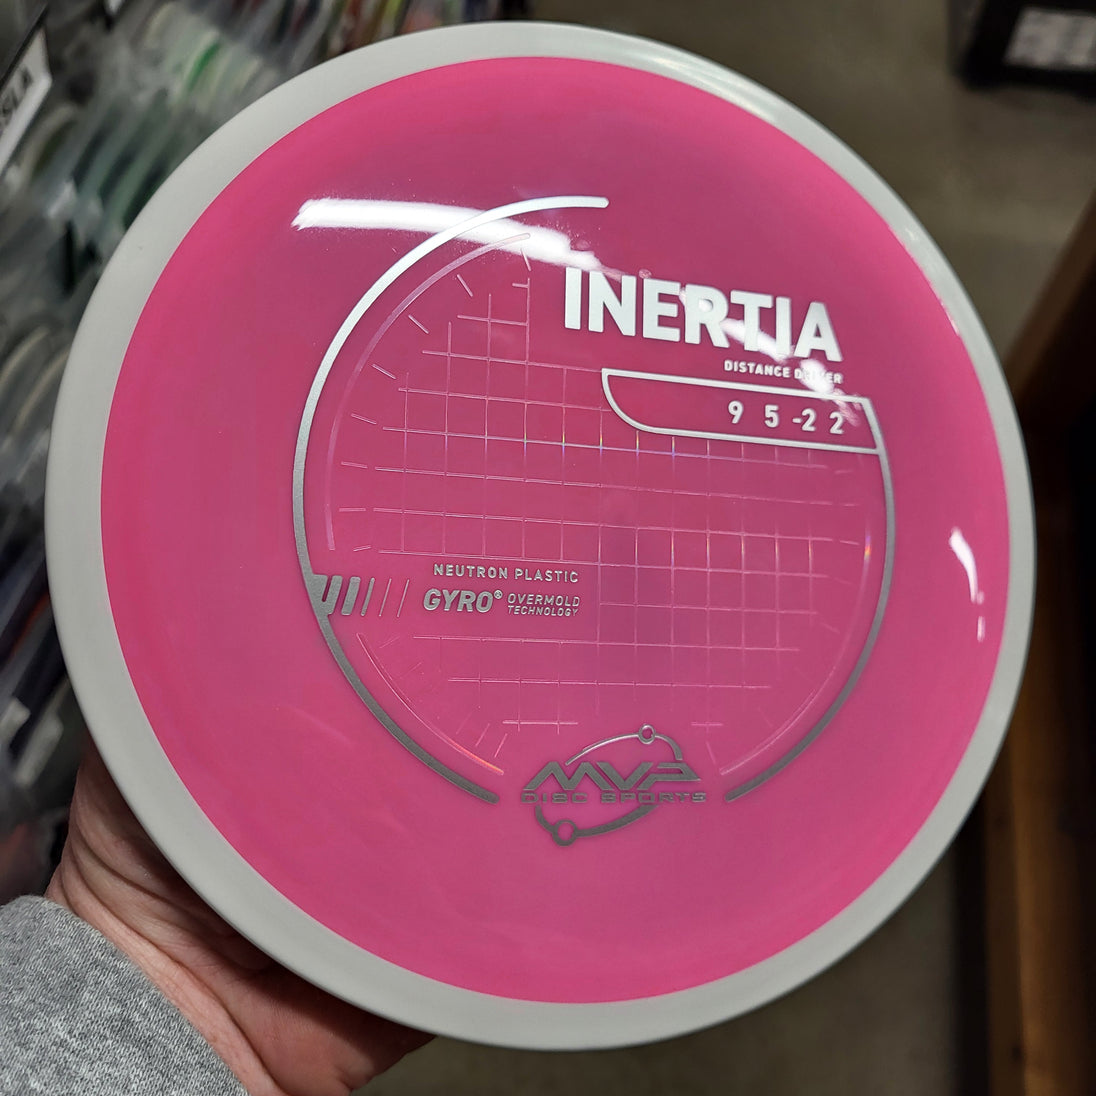 INERTIA
DISTANCE DRIVER
9 5 -2 2
NEUTRON PLASTIC
GYRO® OVERMOLD
TECHNOLOGY
MVP
DISC SPORTS